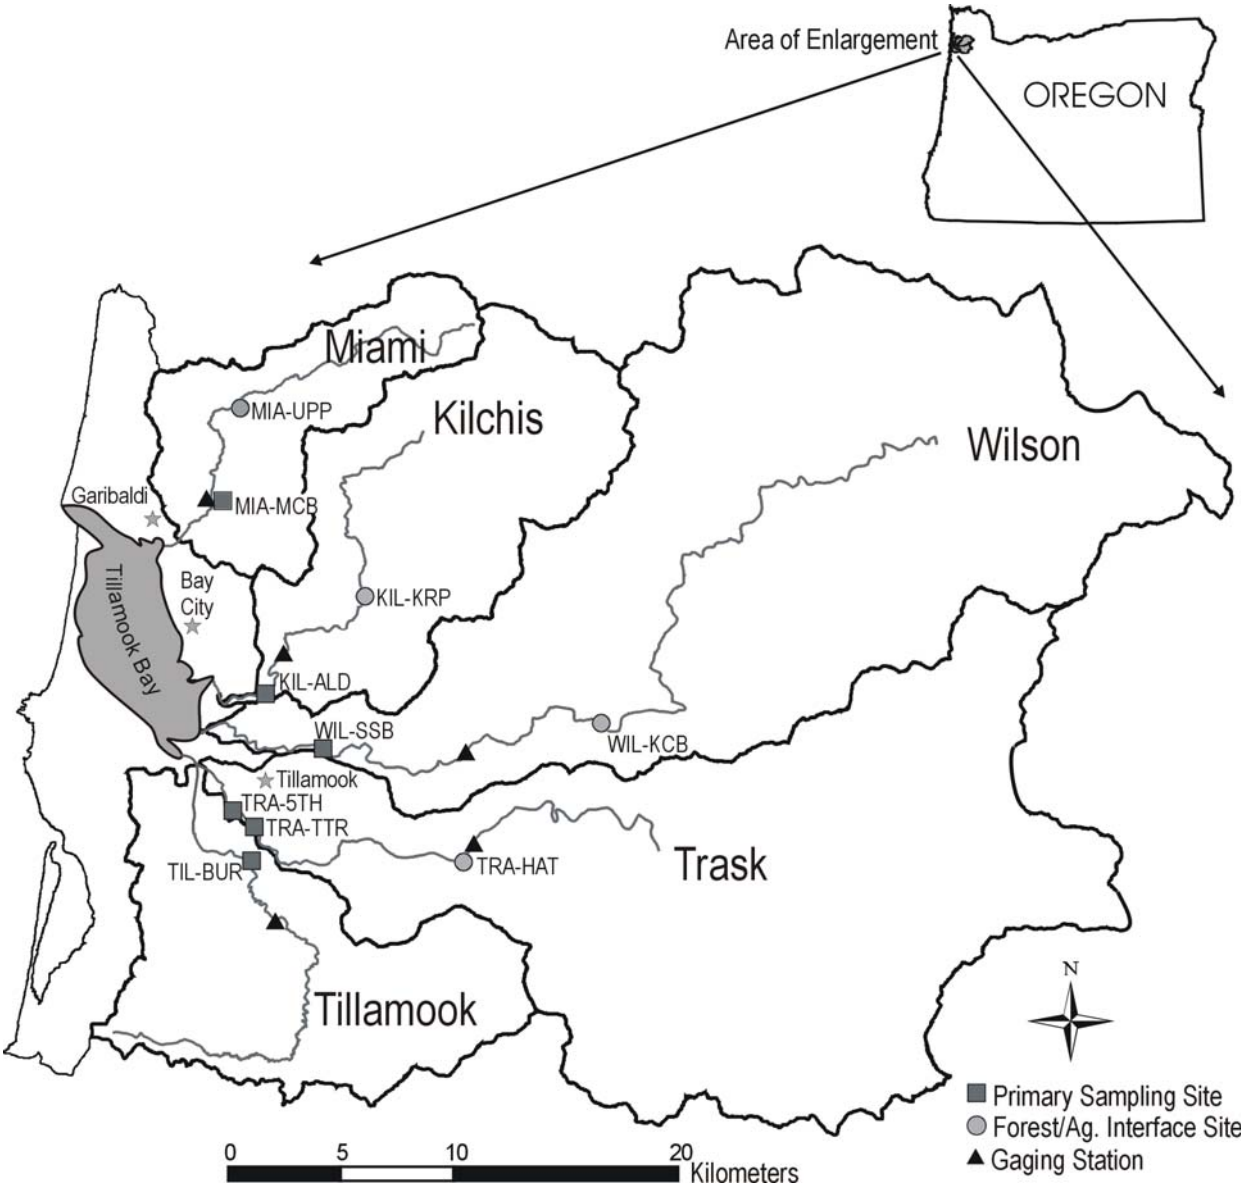 Area of Enlargement
OREGON
Miami
MIA-UPP
Kilchis
Wilson
Garibaldi
MIA-MCB
Bay
City
Tillamook Bay
KIL-KRP
KIL-ALD
WIL-SSB
WIL-KCB
Tillamook
TRA-5TH
TRA-TTR
TIL-BUR
TRA-HAT
Trask
Tillamook
N
Primary Sampling Site
Forest/Ag. Interface Site
Gaging Station
0 5 10 20
Kilometers